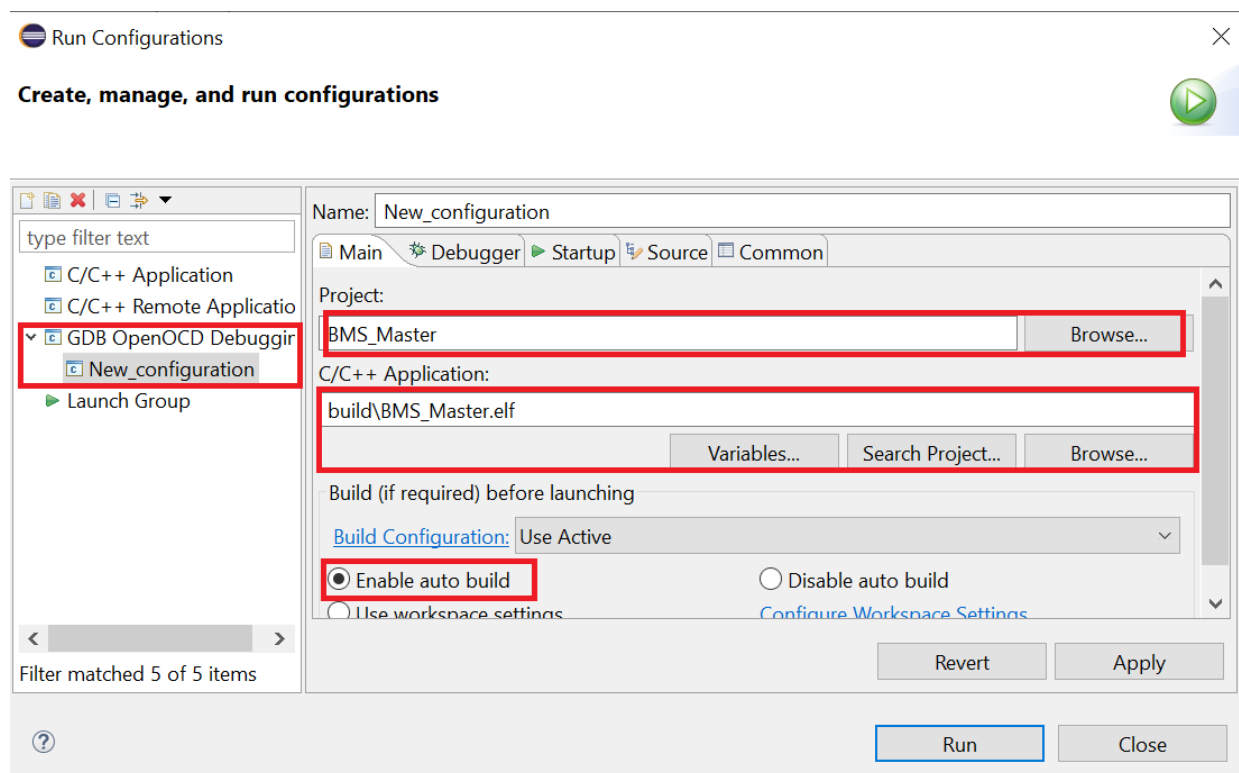 Run Configurations
Create, manage, and run configurations
type filter text
C/C++ Application
C/C++ Remote Applicatio
GDB OpenOCD Debuggin
New_configuration
Launch Group
Filter matched 5 of 5 items
Name: New_configuration
Main Debugger Startup Source Common
Project:
BMS_Master Browse...
C/C++ Application:
build\BMS_Master.elf
Variables... Search Project... Browse...
Build (if required) before launching
Build Configuration: Use Active
Enable auto build Disable auto build
Use workspace settings Configure Workspace Settings
Revert Apply
Run Close